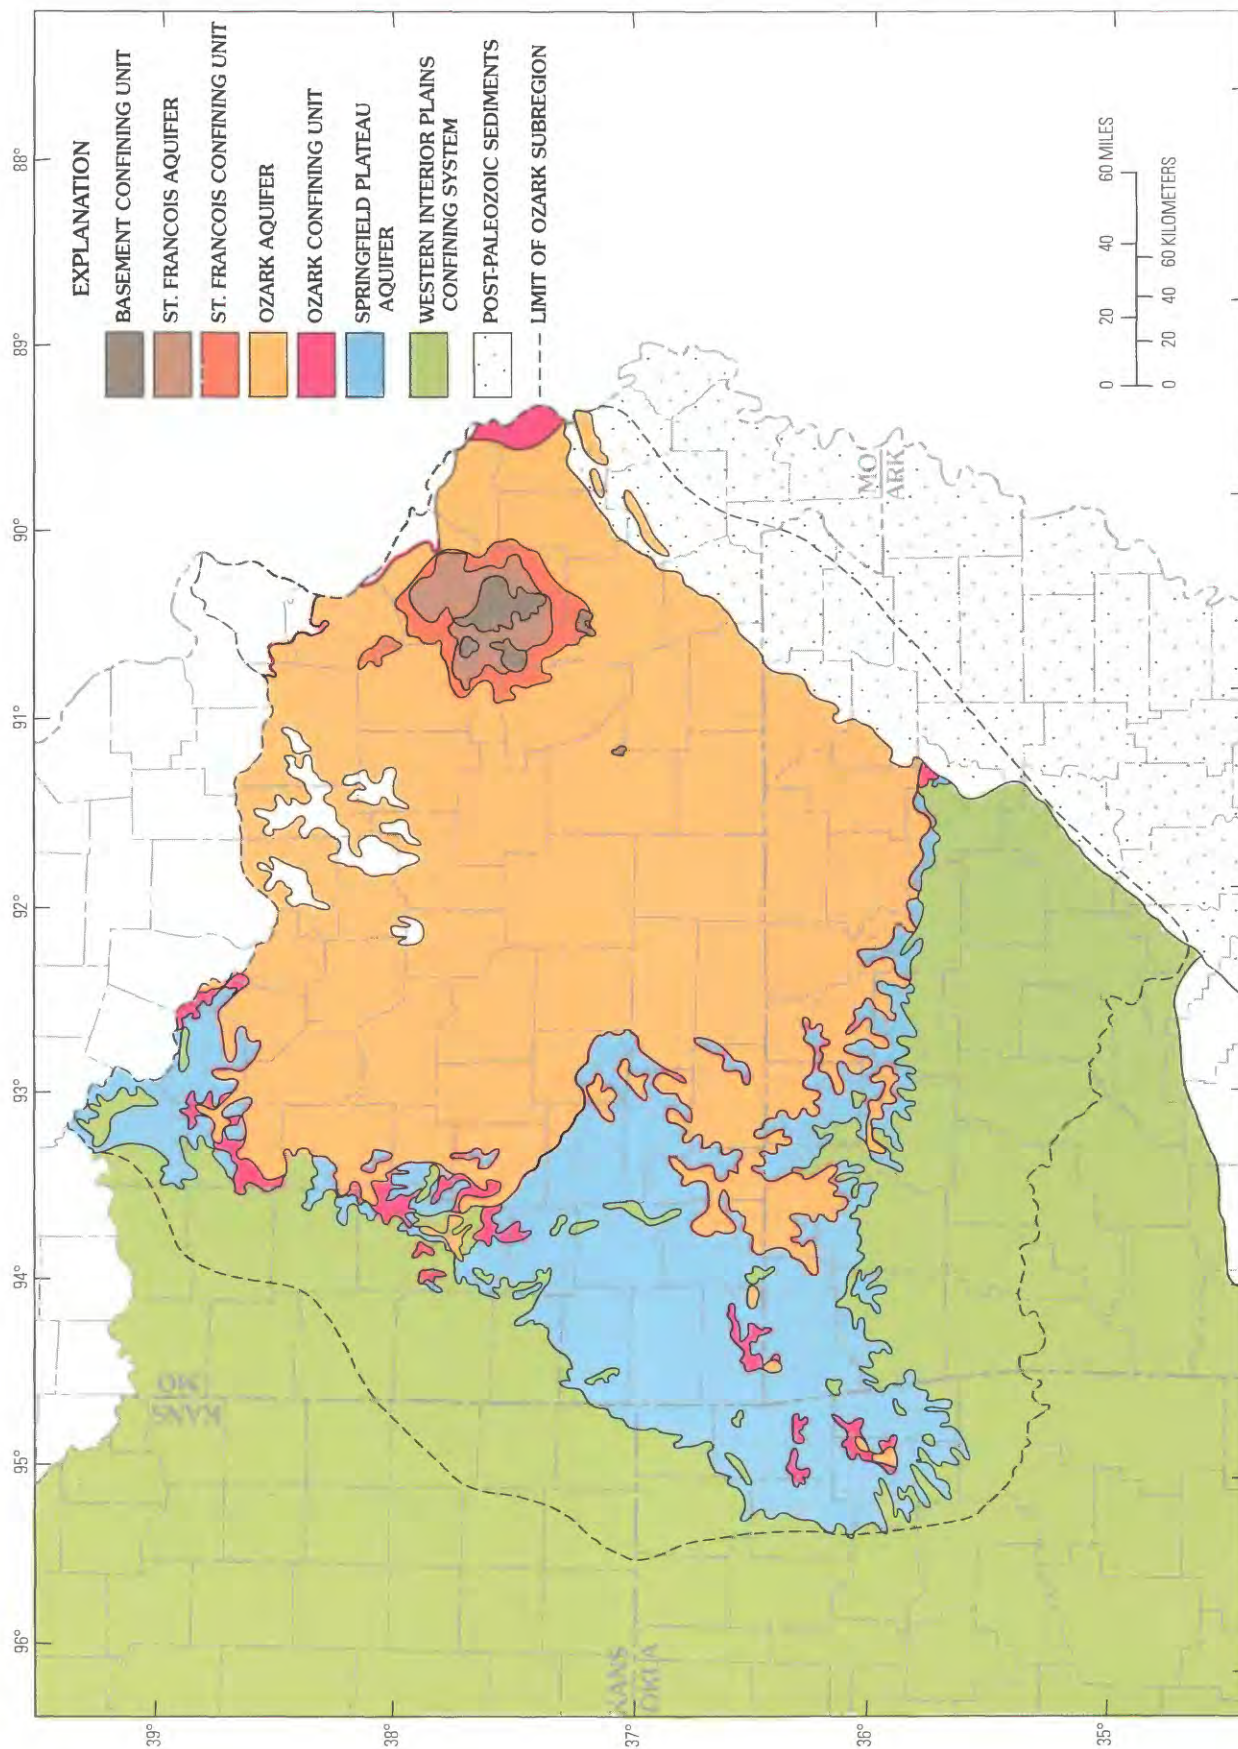 96°
95°
94°
93°
92°
91°
90°
89°
88°
39°
38°
37°
36°
35°
KANS
MO
KANS
OKLA
MO
ARK
EXPLANATION
BASEMENT CONFINING UNIT
ST. FRANCOIS AQUIFER
ST. FRANCOIS CONFINING UNIT
OZARK AQUIFER
OZARK CONFINING UNIT
SPRINGFIELD PLATEAU
AQUIFER
WESTERN INTERIOR PLAINS
CONFINING SYSTEM
POST-PALEOZOIC SEDIMENTS
LIMIT OF OZARK SUBREGION
0 20 40 60 MILES
0 20 40 60 KILOMETERS